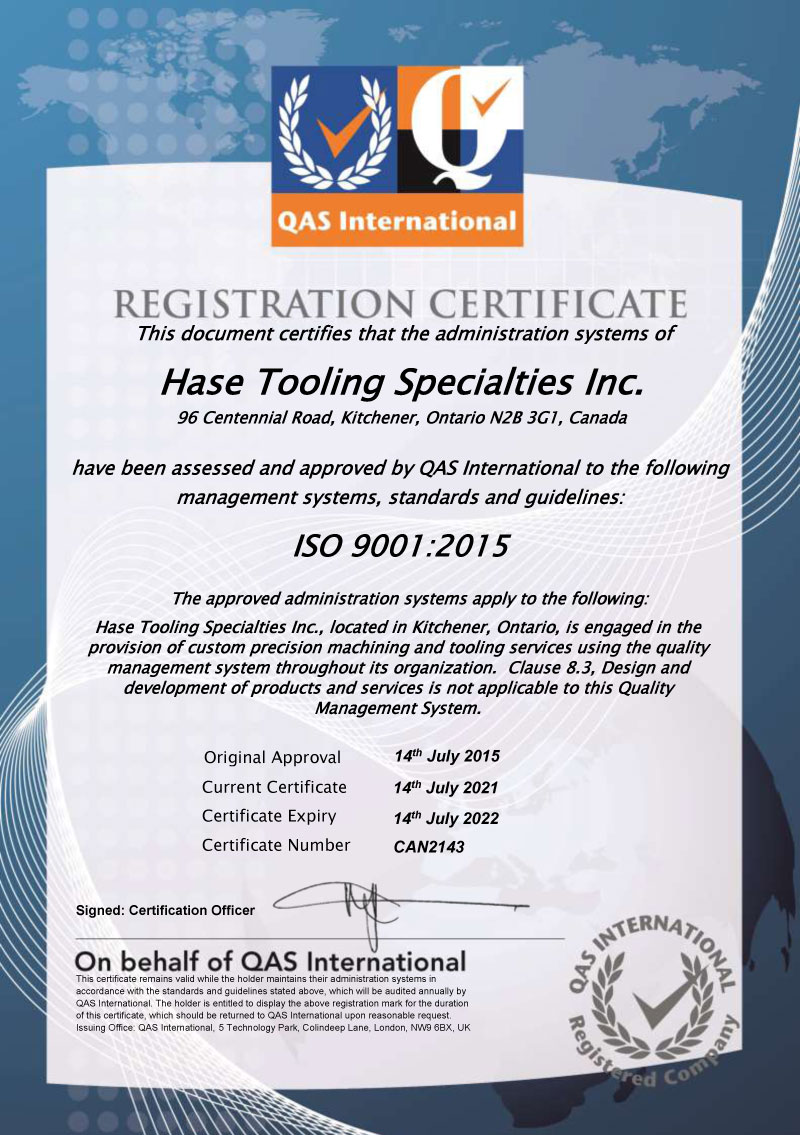 QAS International
REGISTRATION CERTIFICATE
This document certifies that the administration systems of
Hase Tooling Specialties Inc.
96 Centennial Road, Kitchener, Ontario N2B 3G1, Canada
have been assessed and approved by QAS International to the following
management systems, standards and guidelines:
ISO 9001:2015
The approved administration systems apply to the following:
Hase Tooling Specialties Inc., located in Kitchener, Ontario, is engaged in the
provision of custom precision machining and tooling services using the quality
management system throughout its organization. Clause 8.3, Design and
development of products and services is not applicable to this Quality
Management System.
Original Approval 14th July 2015
Current Certificate 14th July 2021
Certificate Expiry 14th July 2022
Certificate Number CAN2143
Signed: Certification Officer
On behalf of QAS International
This certificate remains valid while the holder maintains their administration systems in
accordance with the standards and guidelines stated above, which will be audited annually by
QAS International. The holder is entitled to display the above registration mark for the duration
of this certificate, which should be returned to QAS International upon reasonable request.
Issuing Office: QAS International, 5 Technology Park, Colindeep Lane, London, NW9 6BX, UK
QAS INTERNATIONAL
Registered Company